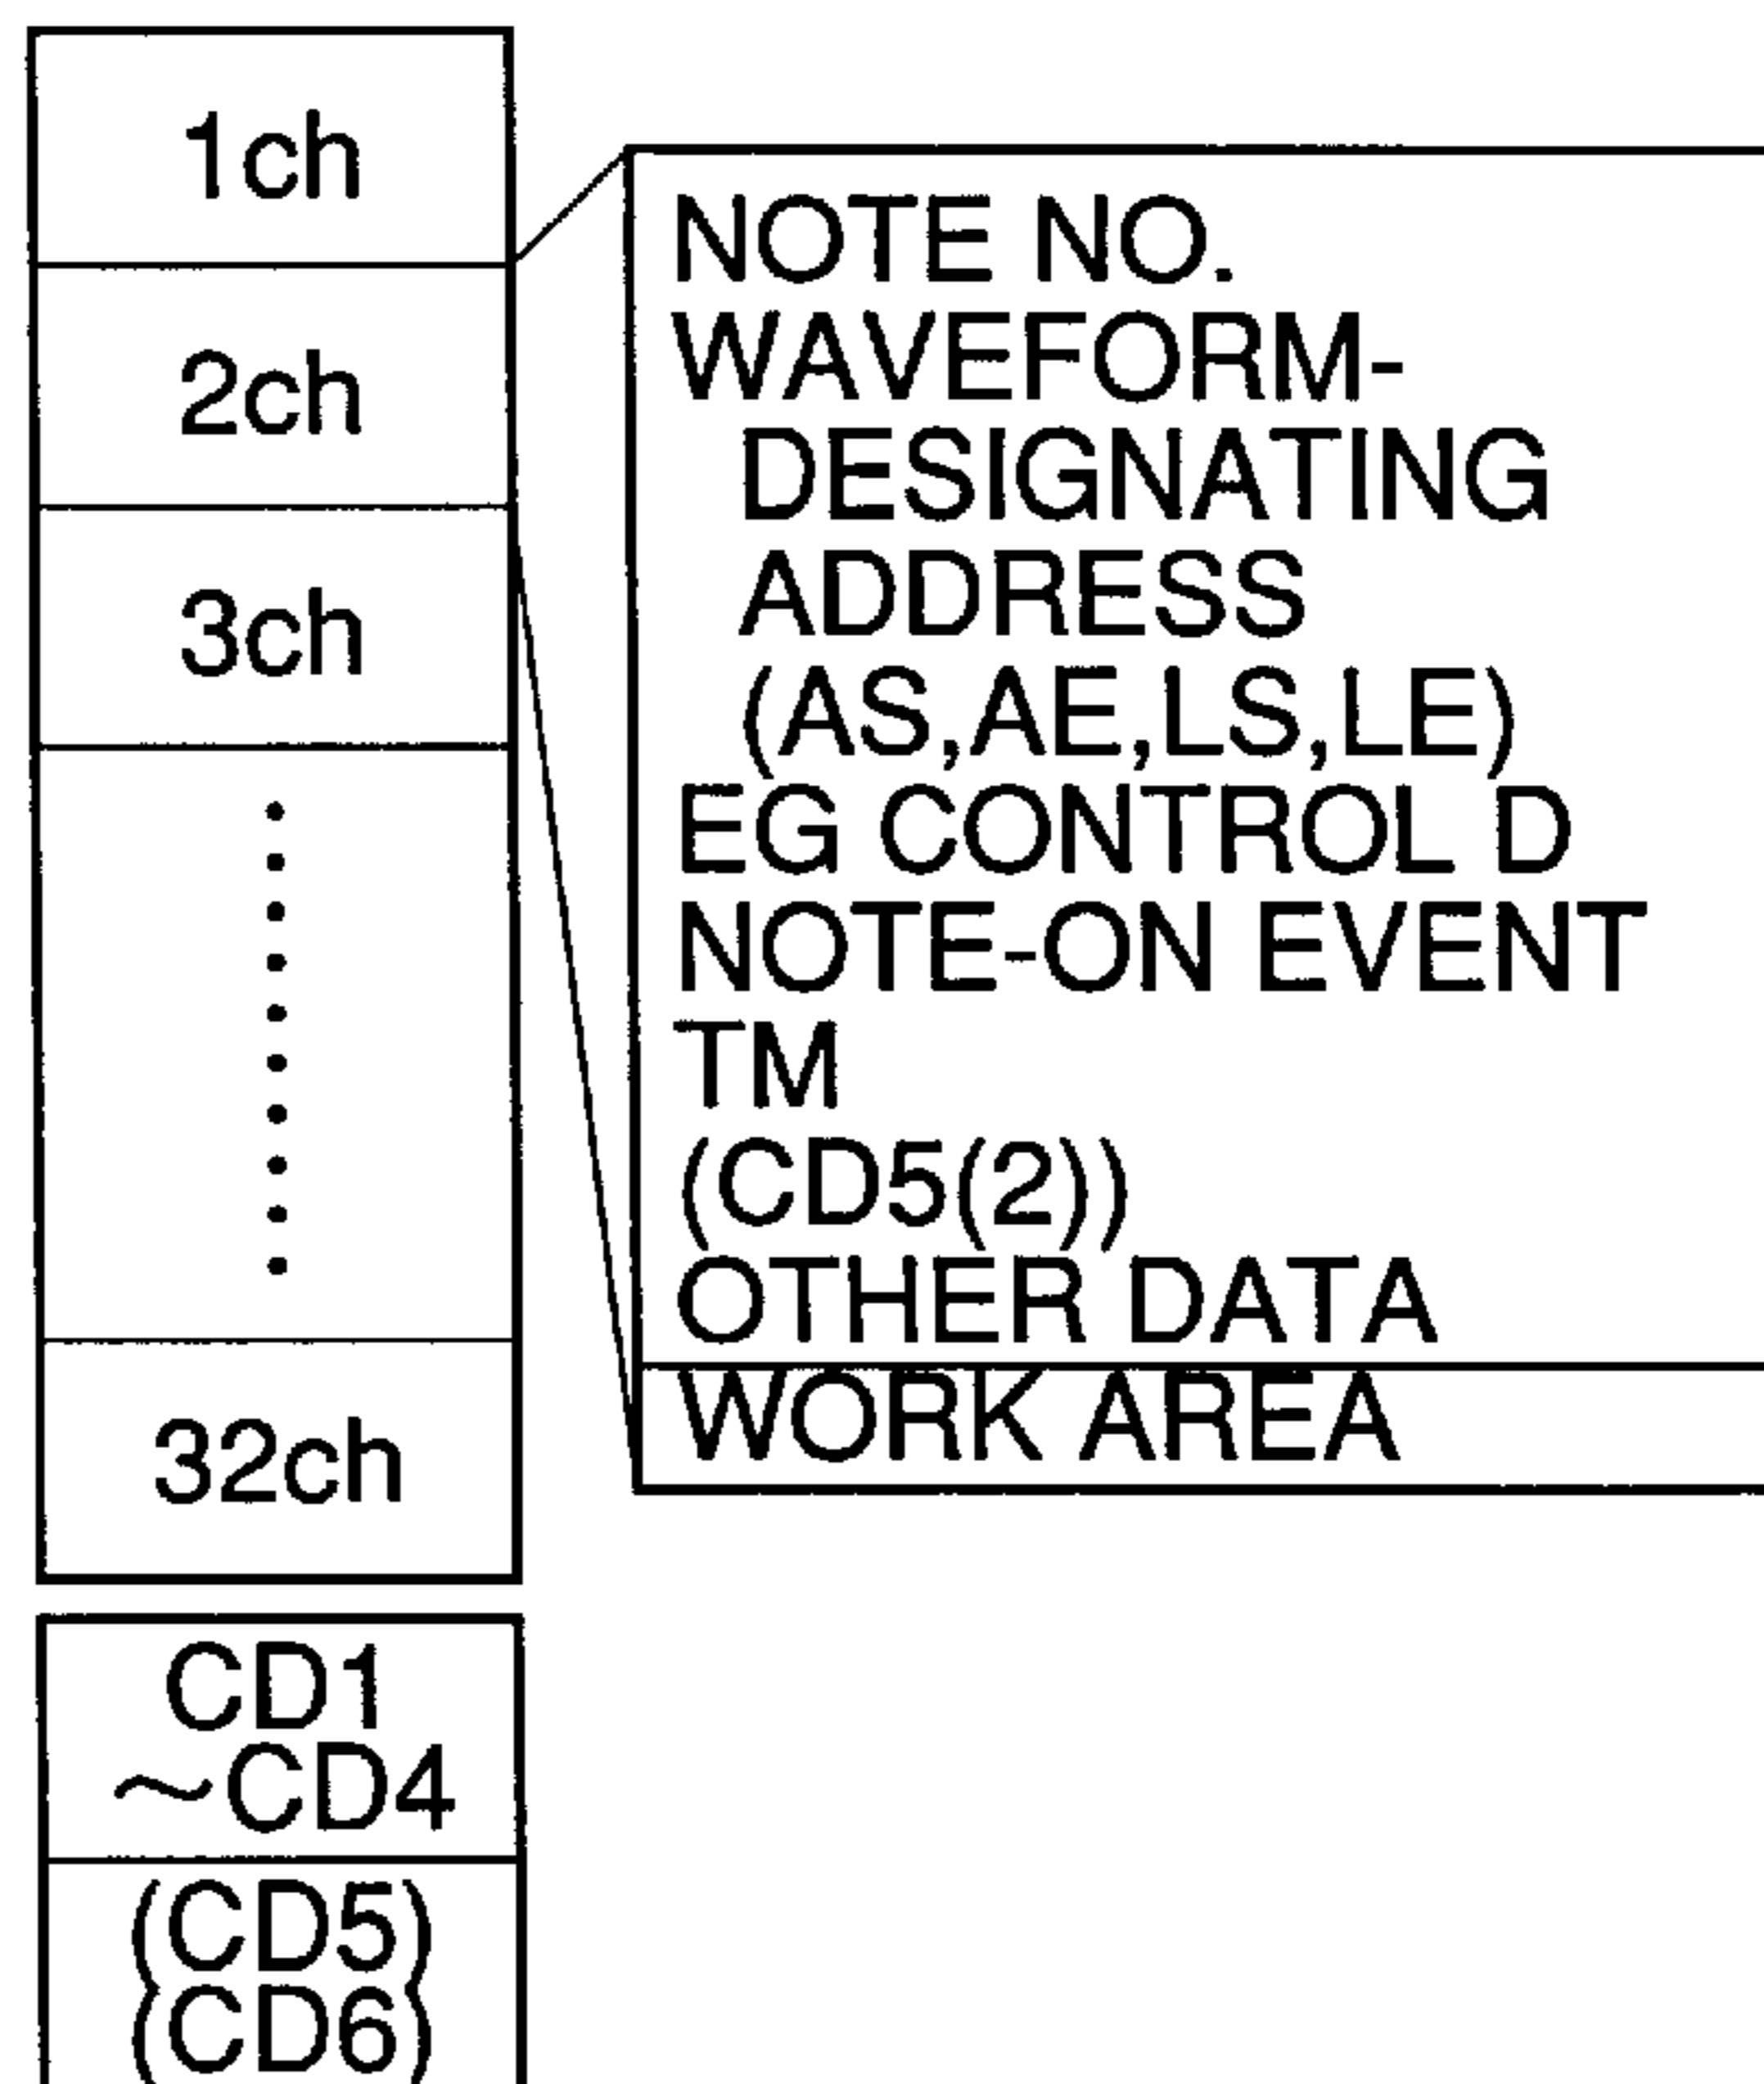 1ch
2ch
3ch
32ch
NOTE NO.
WAVEFORM-
DESIGNATING
ADDRESS
(AS,AE,LS,LE)
EG CONTROL D
NOTE-ON EVENT
TM
(CD5(2))
OTHER DATA
WORK AREA
CD1
~CD4
(CD5)
(CD6)